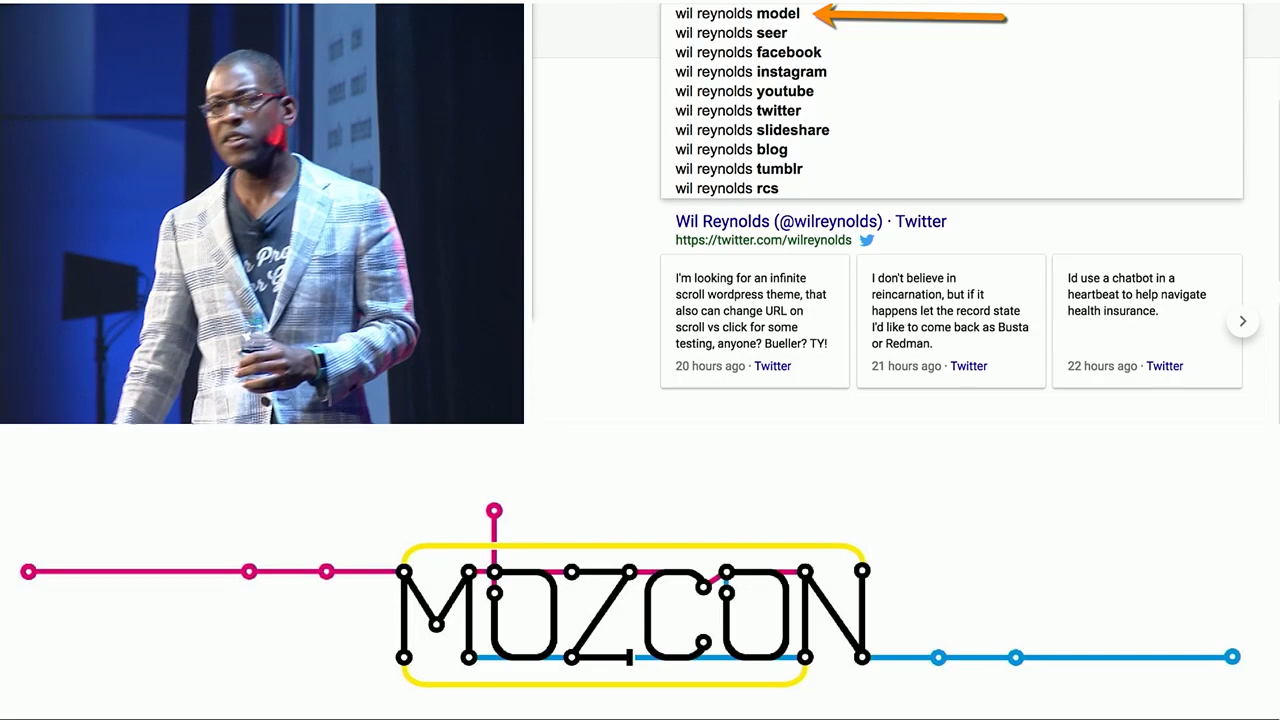 wil reynolds model
wil reynolds seer
wil reynolds facebook
wil reynolds instagram
wil reynolds youtube
wil reynolds twitter
wil reynolds slideshare
wil reynolds blog
wil reynolds tumblr
wil reynolds rcs
Wil Reynolds (@wilreynolds) · Twitter
https://twitter.com/wilreynolds
I'm looking for an infinite
scroll wordpress theme, that
also can change URL on
scroll vs click for some
testing, anyone? Bueller? TY!
20 hours ago · Twitter
I don't believe in
reincarnation, but if it
happens let the record state
I'd like to come back as Busta
or Redman.
21 hours ago · Twitter
Id use a chatbot in a
heartbeat to help navigate
health insurance.
22 hours ago · Twitter
MOZCON